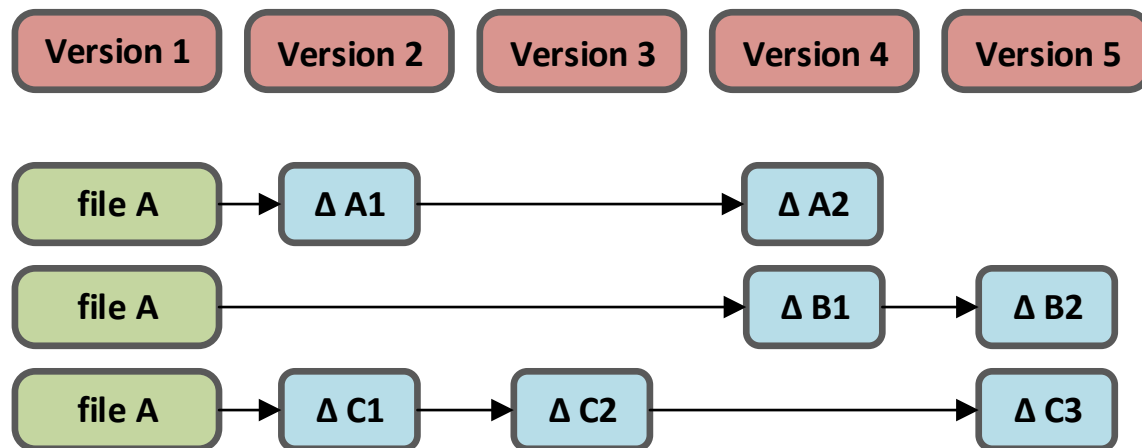 Version 1 Version 2 Version 3 Version 4 Version 5
file A Δ A1 Δ A2
file A Δ B1 Δ B2
file A Δ C1 Δ C2 Δ C3